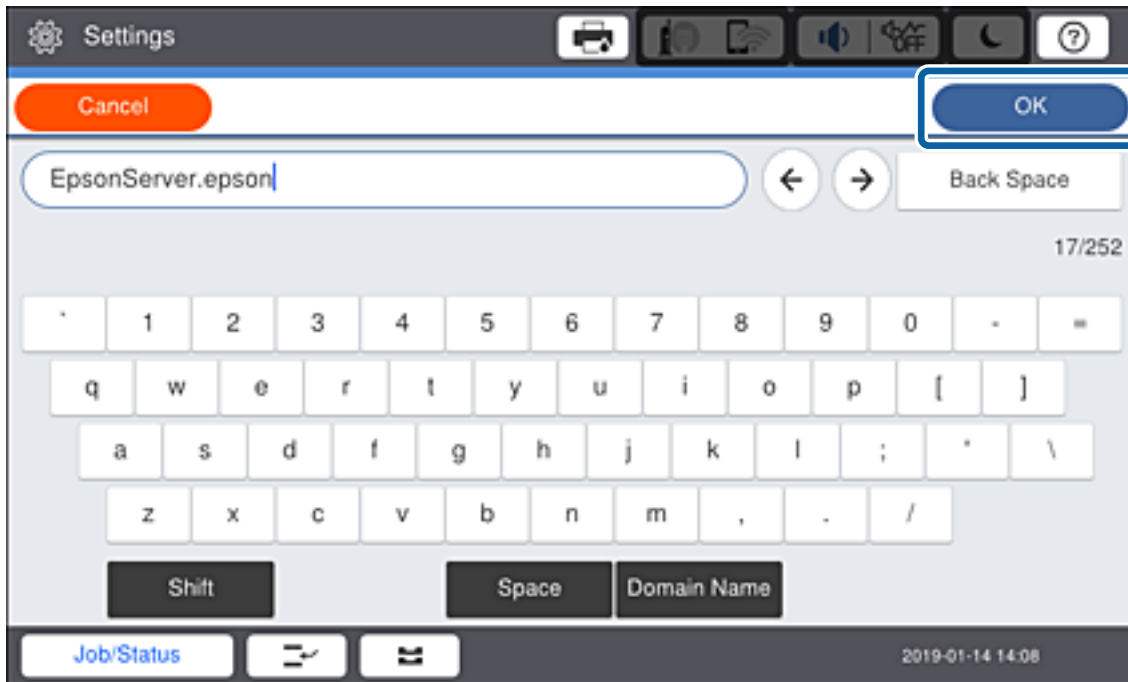 Settings
OFF
?
Cancel
OK
EpsonServer.epson
← → Back Space
17/252
` 1 2 3 4 5 6 7 8 9 0 - =
q w e r t y u i o p [ ]
a s d f g h j k l ; ' \
z x c v b n m , . /
Shift Space Domain Name
Job/Status
2019-01-14 14:08